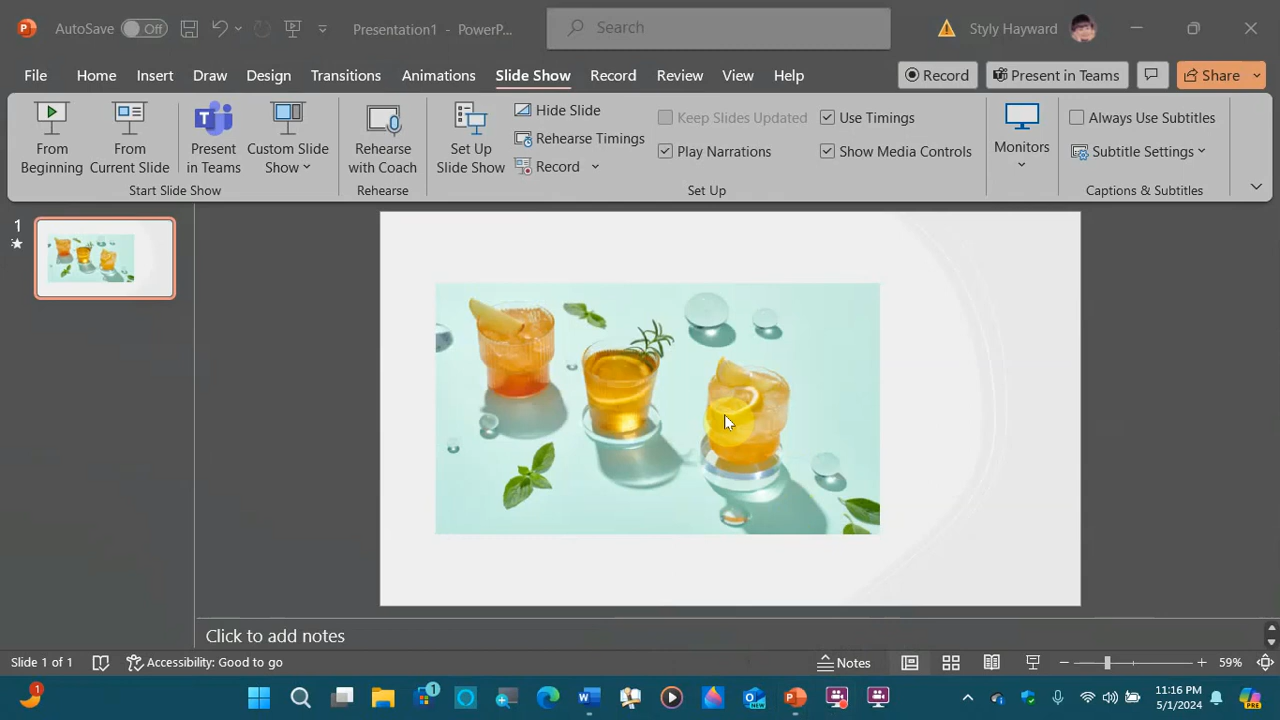 AutoSave Off Presentation1 - PowerP... Search Styly Hayward
File Home Insert Draw Design Transitions Animations Slide Show Record Review View Help Record Present in Teams Share
From Beginning
From Current Slide
Present in Teams
Custom Slide Show
Start Slide Show
Rehearse with Coach
Rehearse
Set Up Slide Show
Hide Slide
Rehearse Timings
Record
Keep Slides Updated
Play Narrations
Use Timings
Show Media Controls
Set Up
Monitors
Always Use Subtitles
Subtitle Settings
Captions & Subtitles
1
Click to add notes
Slide 1 of 1 Accessibility: Good to go Notes 59%
1
1
NEW
PRE
11:16 PM
5/1/2024